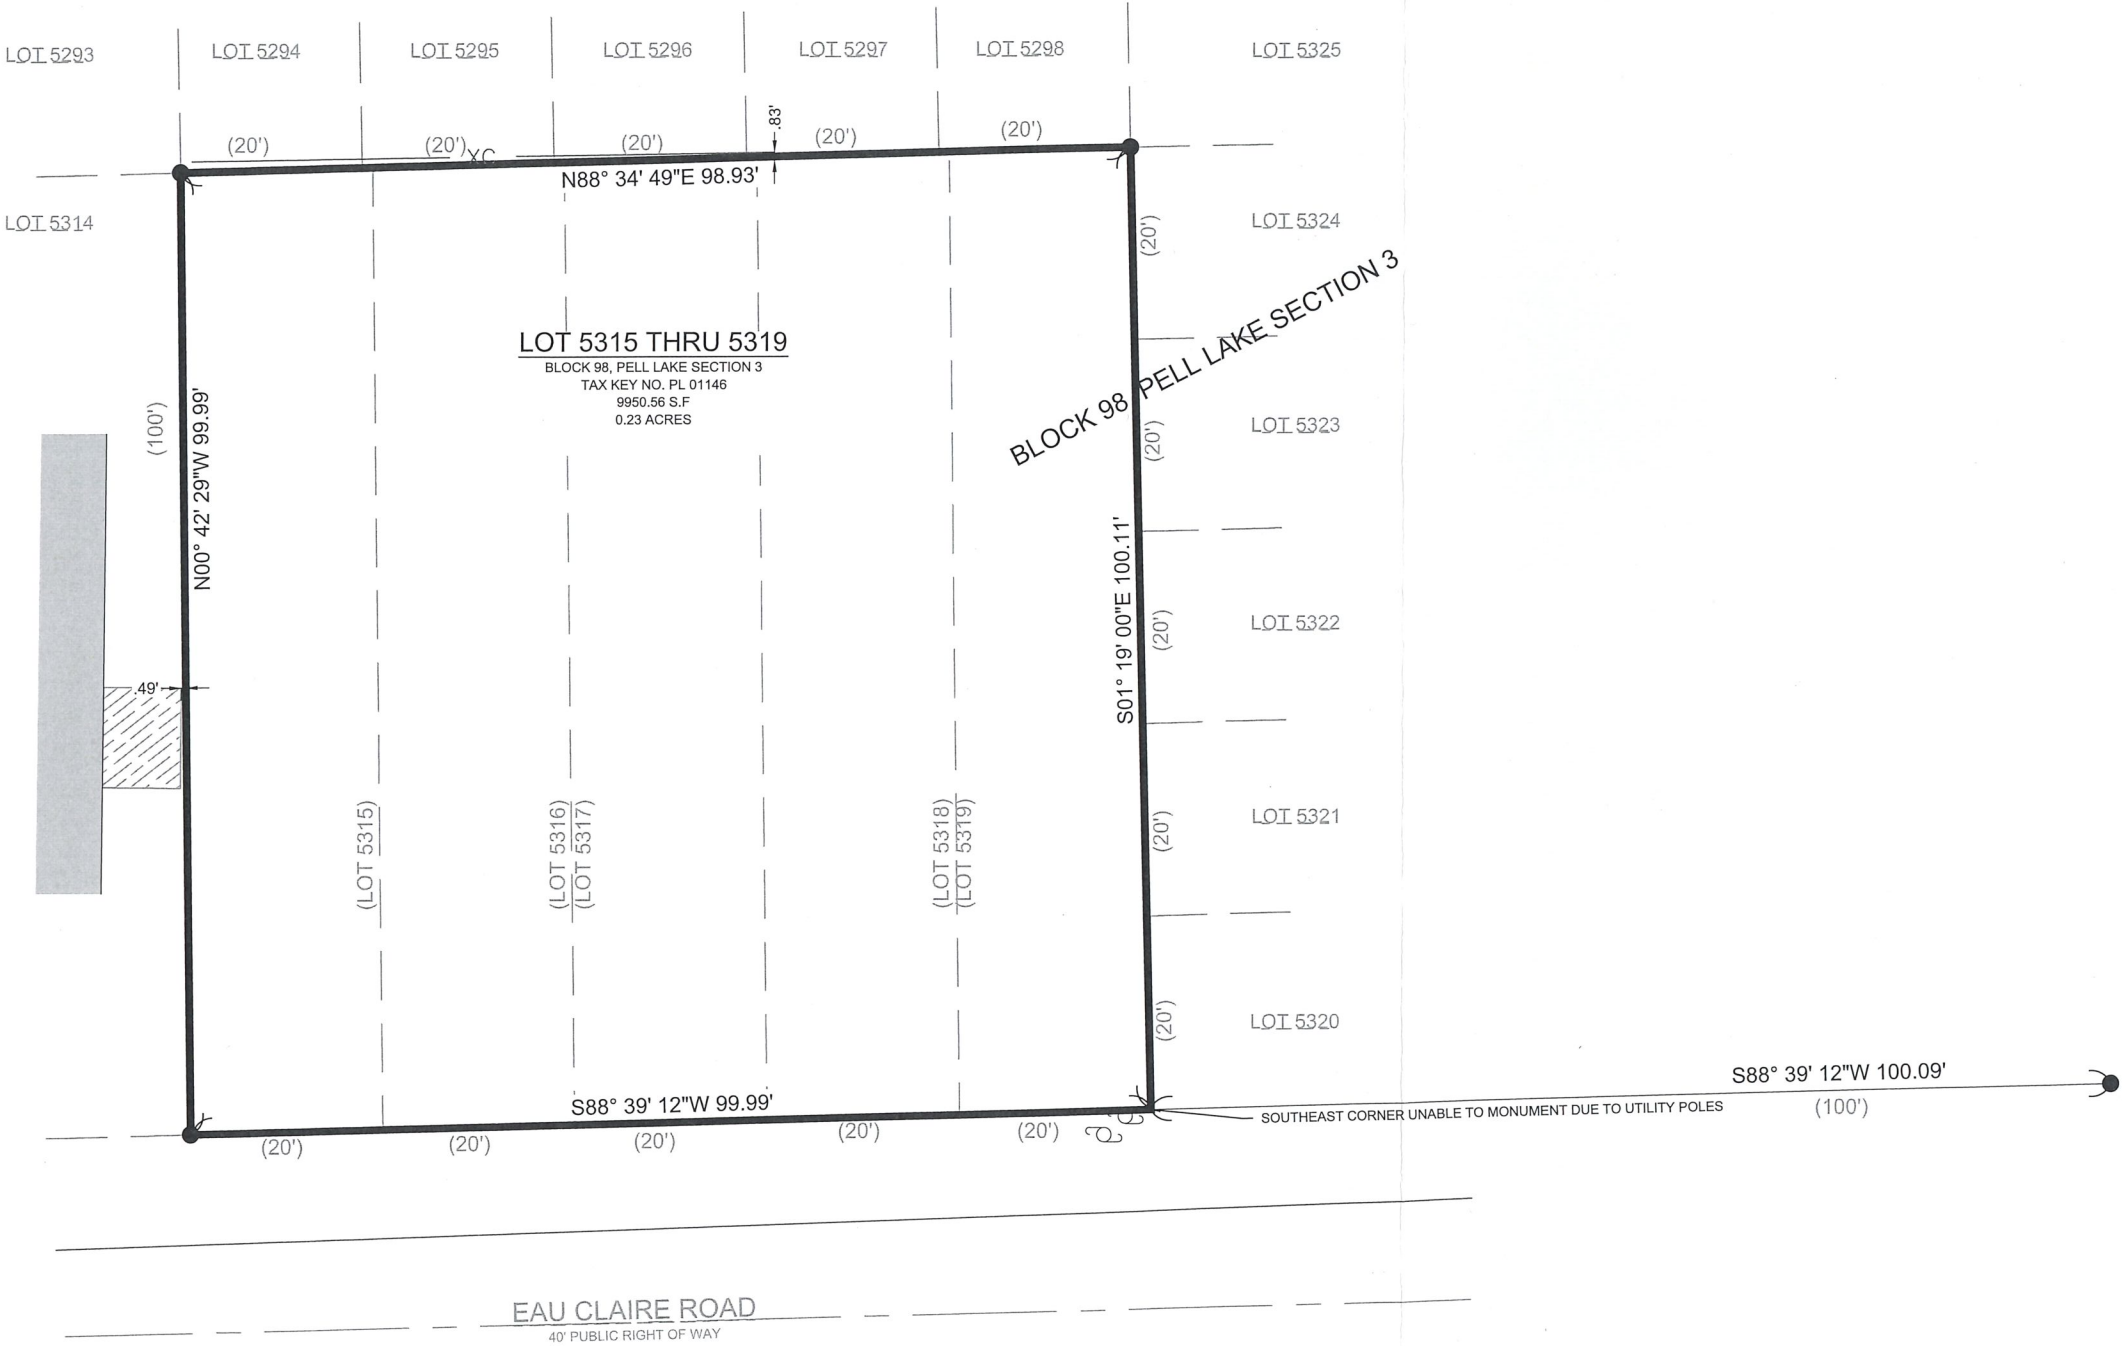 LOT 5293
LOT 5294
LOT 5295
LOT 5296
LOT 5297
LOT 5298
LOT 5325
.83'
(20')
(20')
(20')
(20')
(20')
N88° 34' 49"E 98.93'
LOT 5314
LOT 5324
(20')
BLOCK 98, PELL LAKE SECTION 3
LOT 5315 THRU 5319
BLOCK 98, PELL LAKE SECTION 3
TAX KEY NO. PL 01146
9950.56 S.F
0.23 ACRES
(100')
N00° 42' 29"W 99.99'
(20')
LOT 5323
S01° 19' 00"E 100.11'
(20')
LOT 5322
.49'
(LOT 5315)
(LOT 5316)
(LOT 5317)
(LOT 5318)
(LOT 5319)
(20')
LOT 5321
(20')
LOT 5320
S88° 39' 12"W 100.09'
(100')
S88° 39' 12"W 99.99'
SOUTHEAST CORNER UNABLE TO MONUMENT DUE TO UTILITY POLES
(20')
(20')
(20')
(20')
(20')
EAU CLAIRE ROAD
40' PUBLIC RIGHT OF WAY